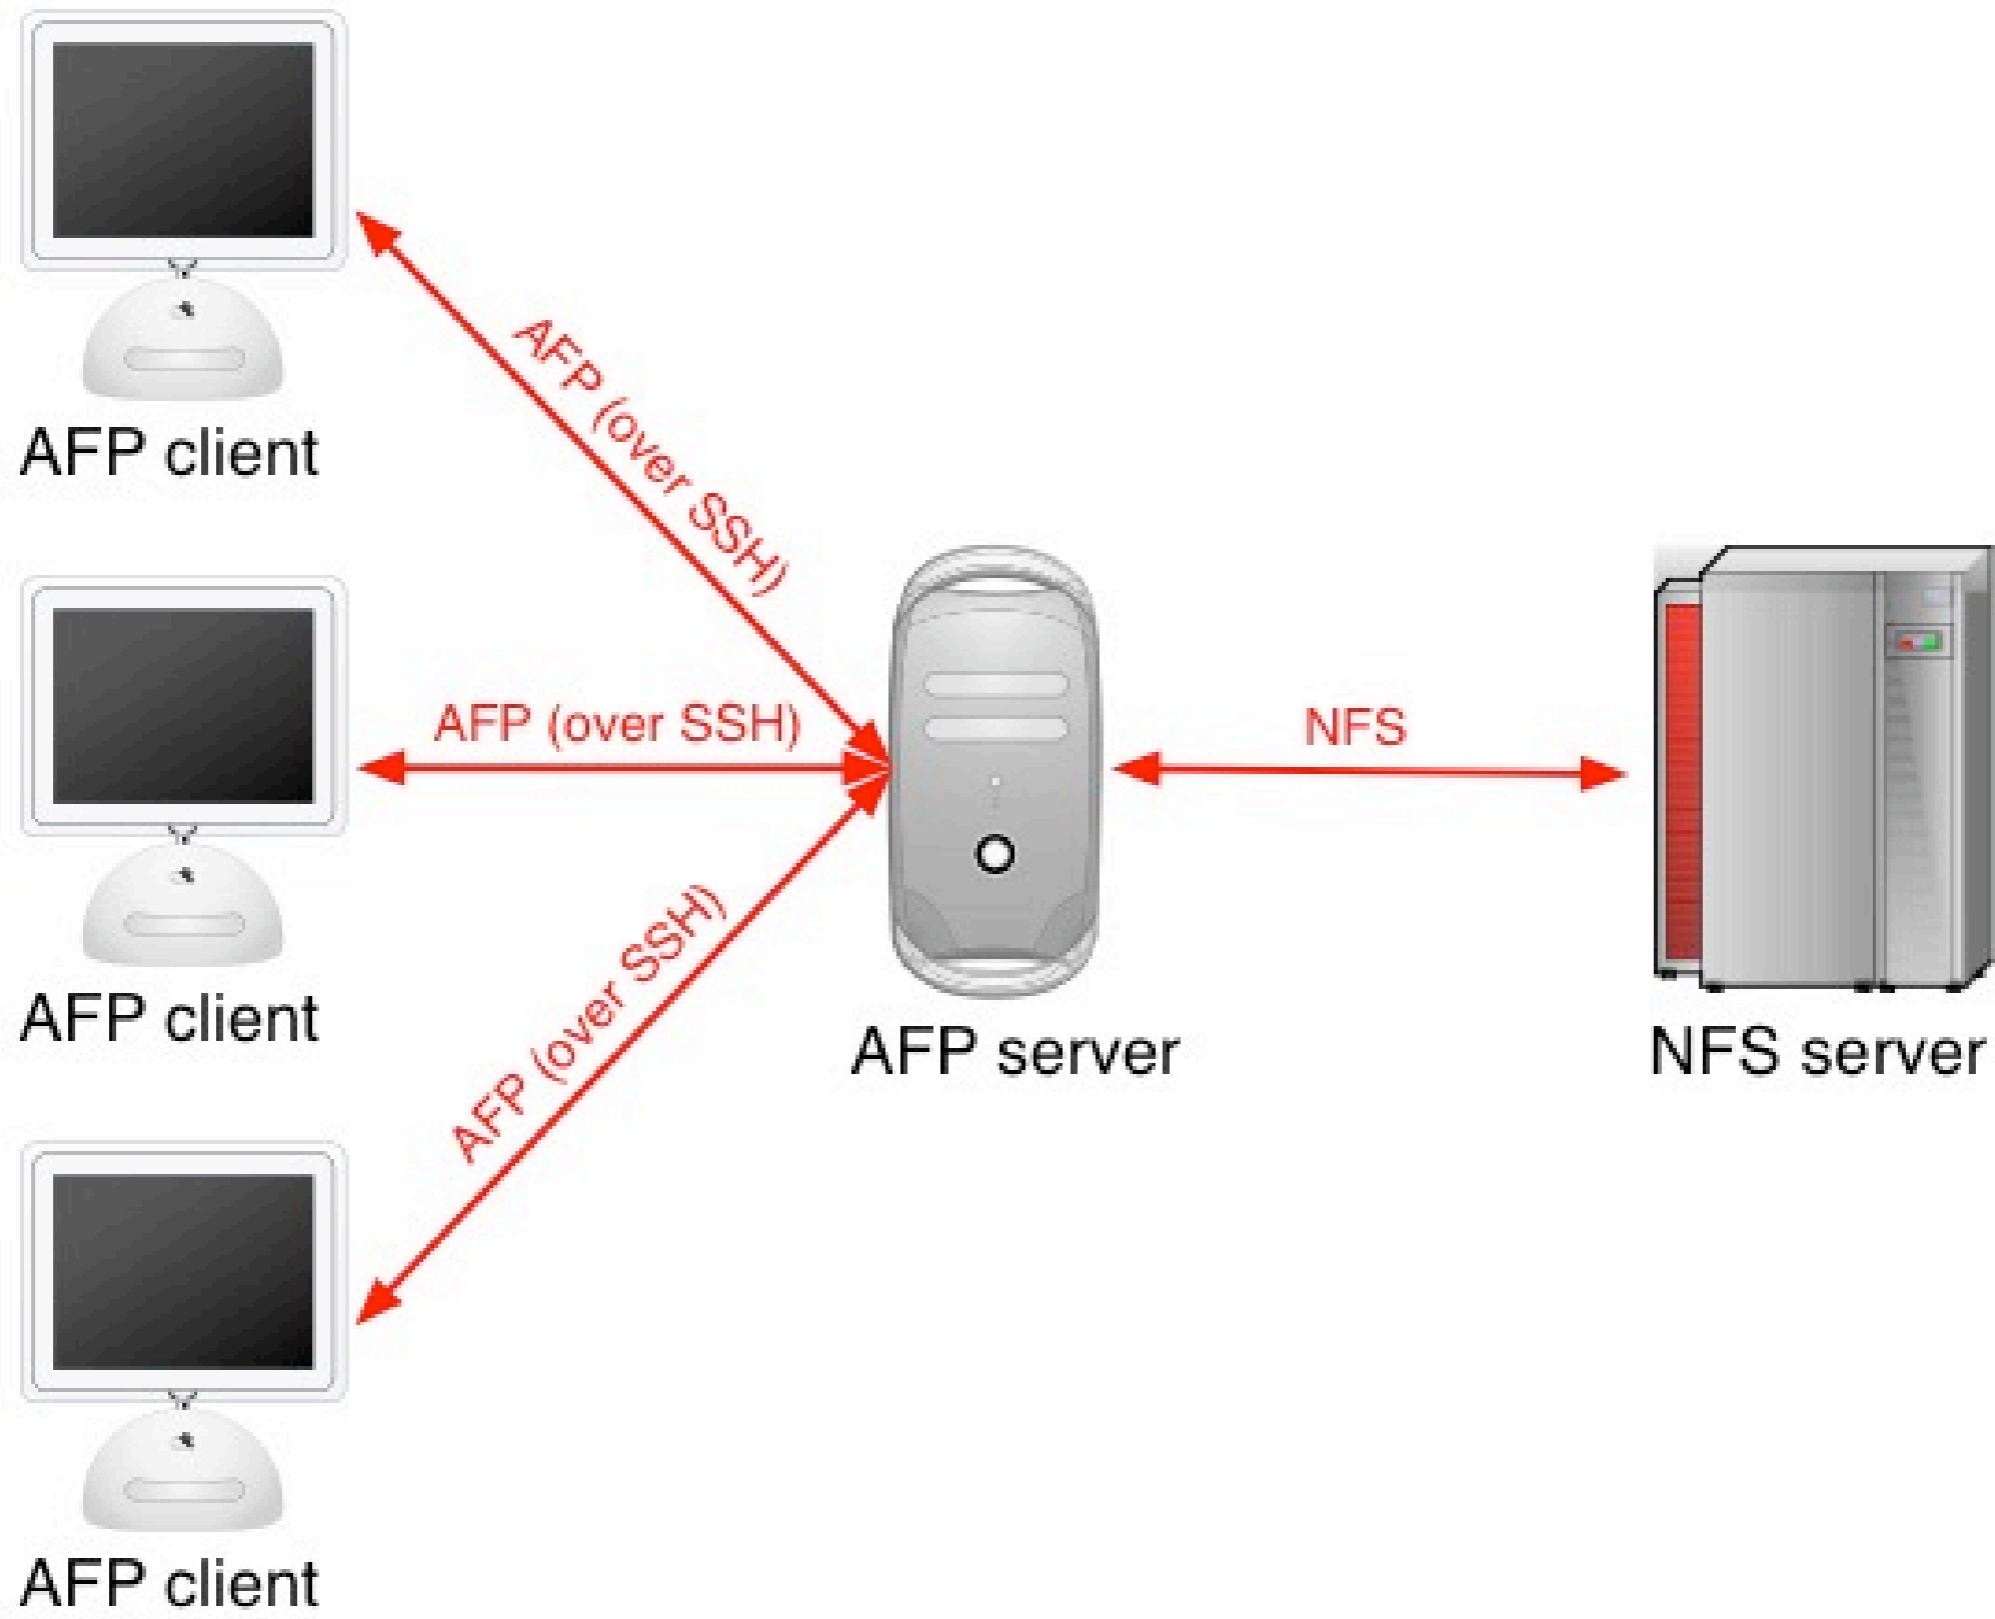 AFP client
AFP (over SSH)
AFP client
AFP (over SSH)
AFP (over SSH)
AFP client
AFP server
NFS
NFS server